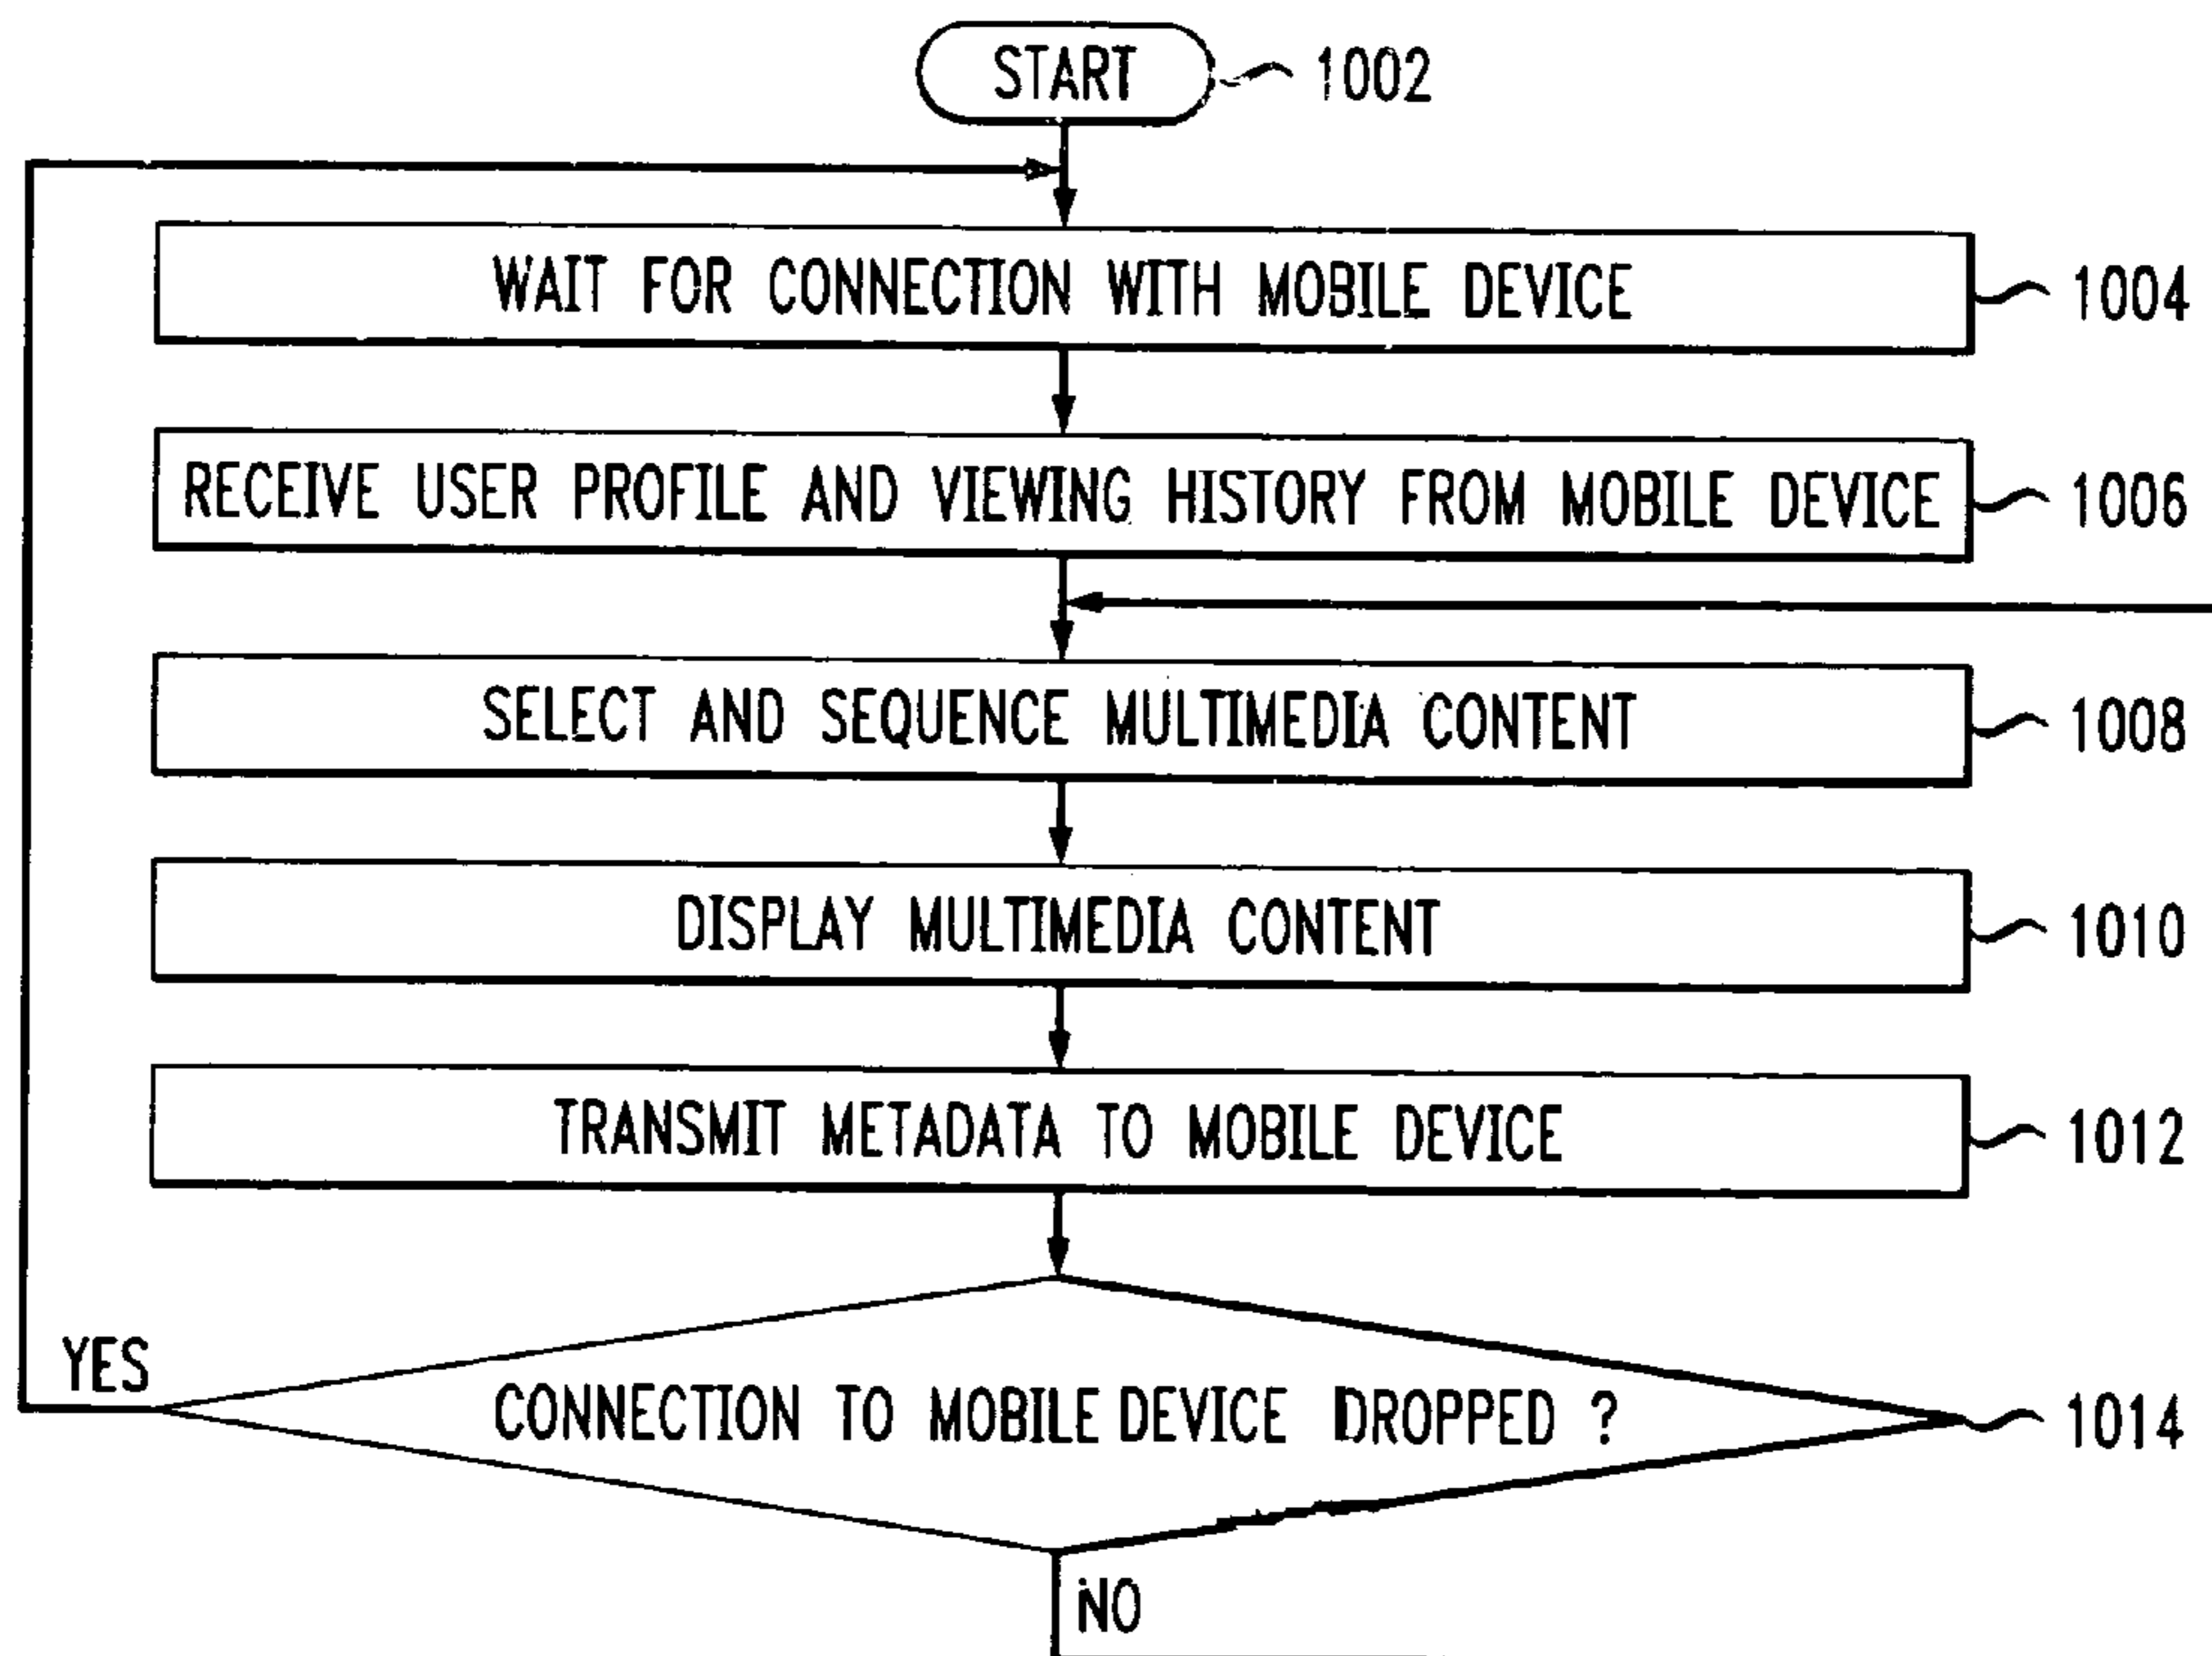 START 1002
WAIT FOR CONNECTION WITH MOBILE DEVICE 1004
RECEIVE USER PROFILE AND VIEWING HISTORY FROM MOBILE DEVICE 1006
SELECT AND SEQUENCE MULTIMEDIA CONTENT 1008
DISPLAY MULTIMEDIA CONTENT 1010
TRANSMIT METADATA TO MOBILE DEVICE 1012
YES
CONNECTION TO MOBILE DEVICE DROPPED ? 1014
NO